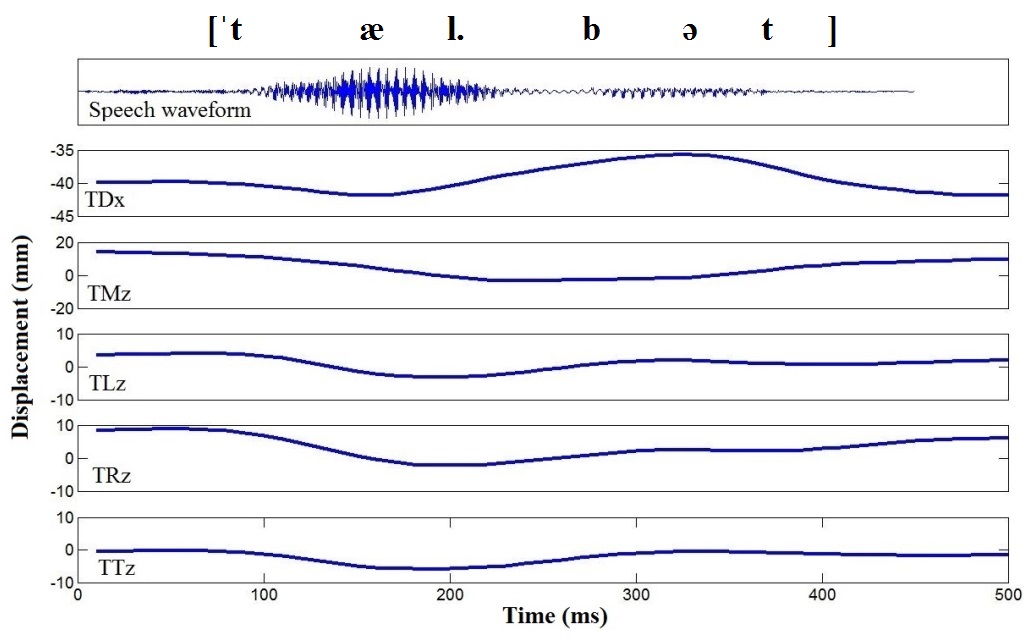 [ˈt æ l. b ə t ]
Speech waveform
-35
-40
-45
TDx
20
0
-20
TMz
10
0
-10
TLz
10
0
-10
TRz
10
0
-10
TTz
0 100 200 300 400 500
Time (ms)
Displacement (mm)